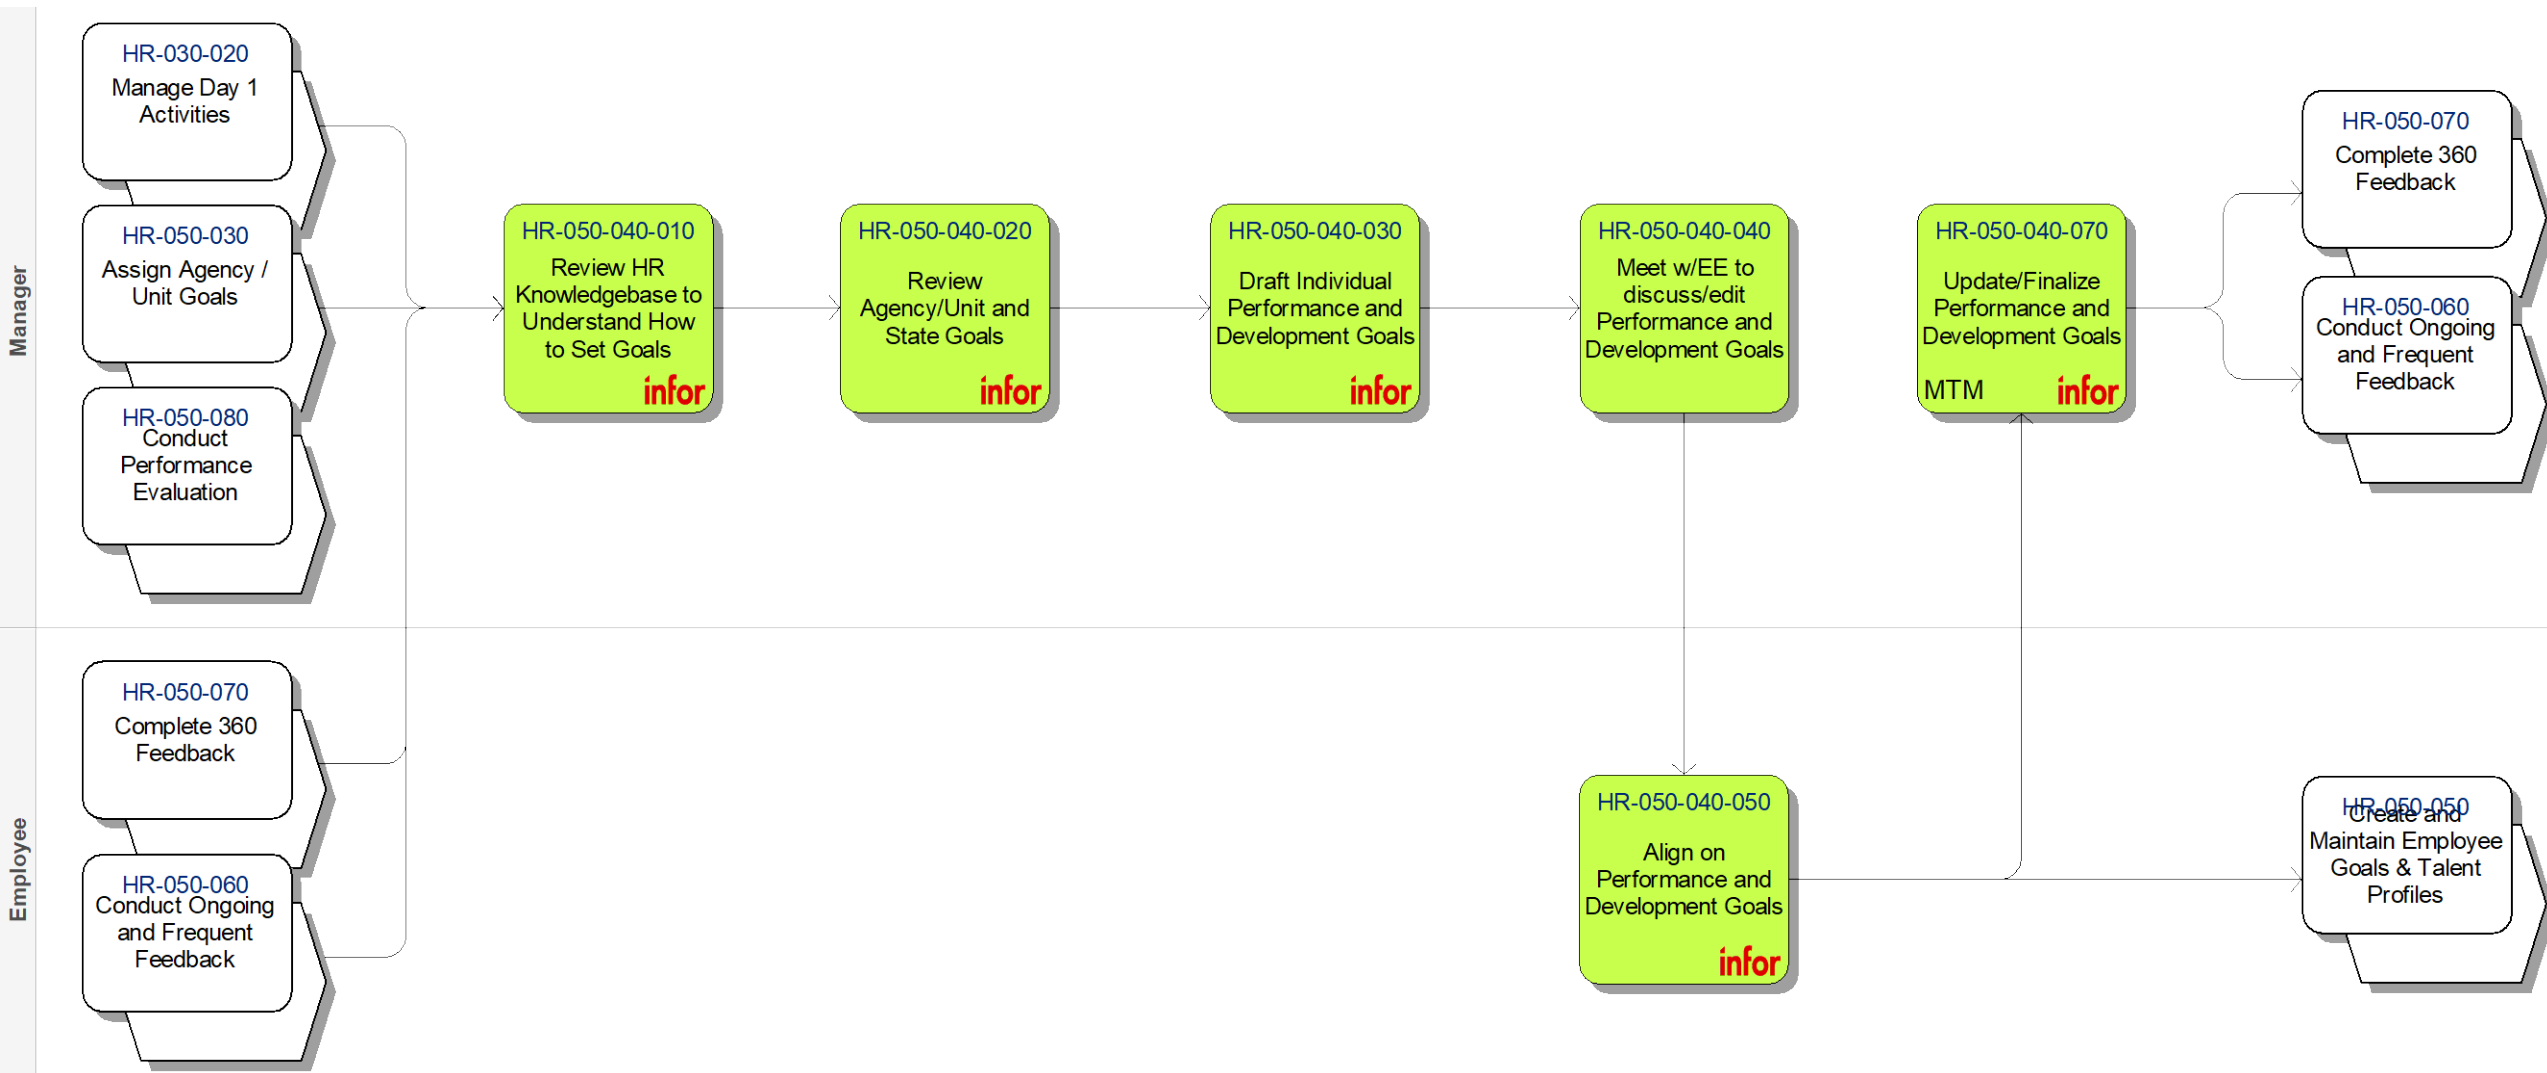 Manager
HR-030-020
Manage Day 1
Activities
HR-050-030
Assign Agency /
Unit Goals
HR-050-080
Conduct
Performance
Evaluation
HR-050-040-010
Review HR
Knowledgebase to
Understand How
to Set Goals
infor
HR-050-040-020
Review
Agency/Unit and
State Goals
infor
HR-050-040-030
Draft Individual
Performance and
Development Goals
infor
HR-050-040-040
Meet w/EE to
discuss/edit
Performance and
Development Goals
HR-050-040-070
Update/Finalize
Performance and
Development Goals
MTM infor
HR-050-070
Complete 360
Feedback
HR-050-060
Conduct Ongoing
and Frequent
Feedback
Employee
HR-050-070
Complete 360
Feedback
HR-050-060
Conduct Ongoing
and Frequent
Feedback
HR-050-040-050
Align on
Performance and
Development Goals
infor
HR-050-050
Create and
Maintain Employee
Goals & Talent
Profiles